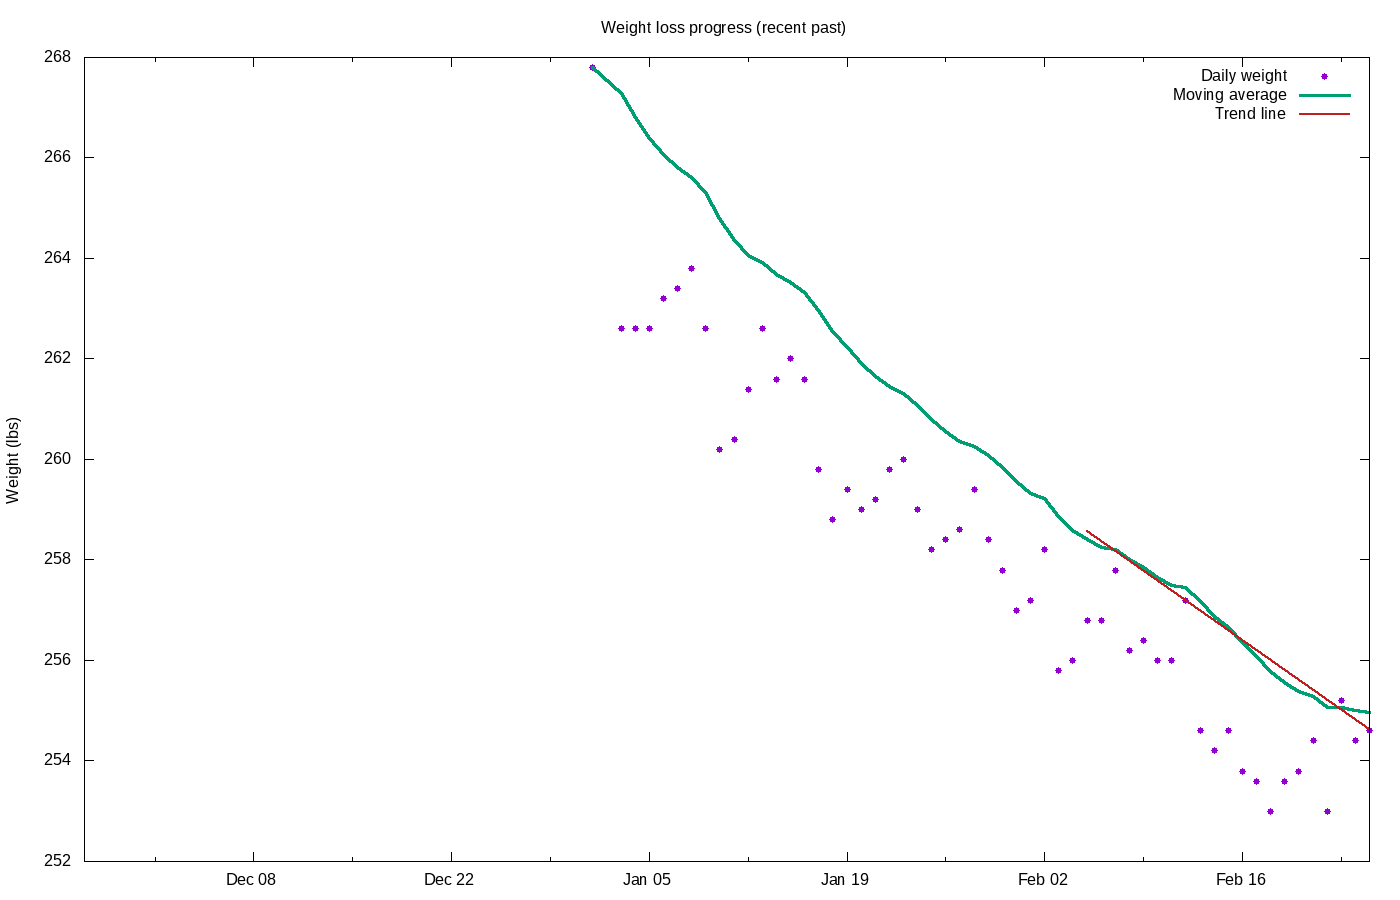 Weight loss progress (recent past)
268
266
264
262
260
258
256
254
252
Weight (lbs)
Daily weight
Moving average
Trend line
Dec 08
Dec 22
Jan 05
Jan 19
Feb 02
Feb 16